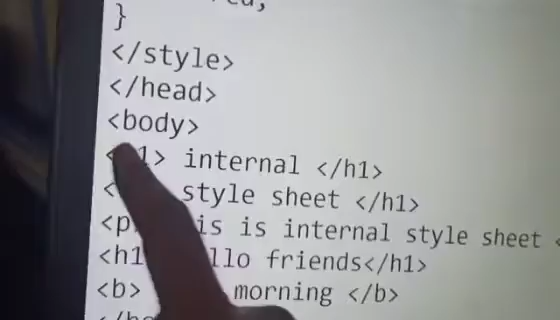 }
</style>
</head>
<body>
1> internal </h1>
< style sheet </h1>
<p is is internal style sheet <
<h1 llo friends</h1>
<b> morning </b>
</bo